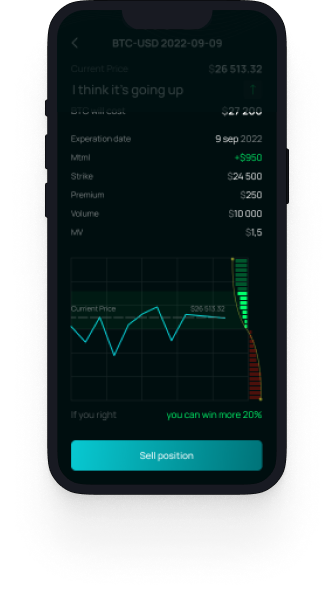 BTC-USD 2022-09-09
Current Price $26 513.32
I think it's going up
BTC will cost $27 200
Experation date 9 sep 2022
Mtml +$950
Strike $24 500
Premium $250
Volume $10 000
MV $1,5
Current Price $26 513.32
If you right you can win more 20%
Sell position